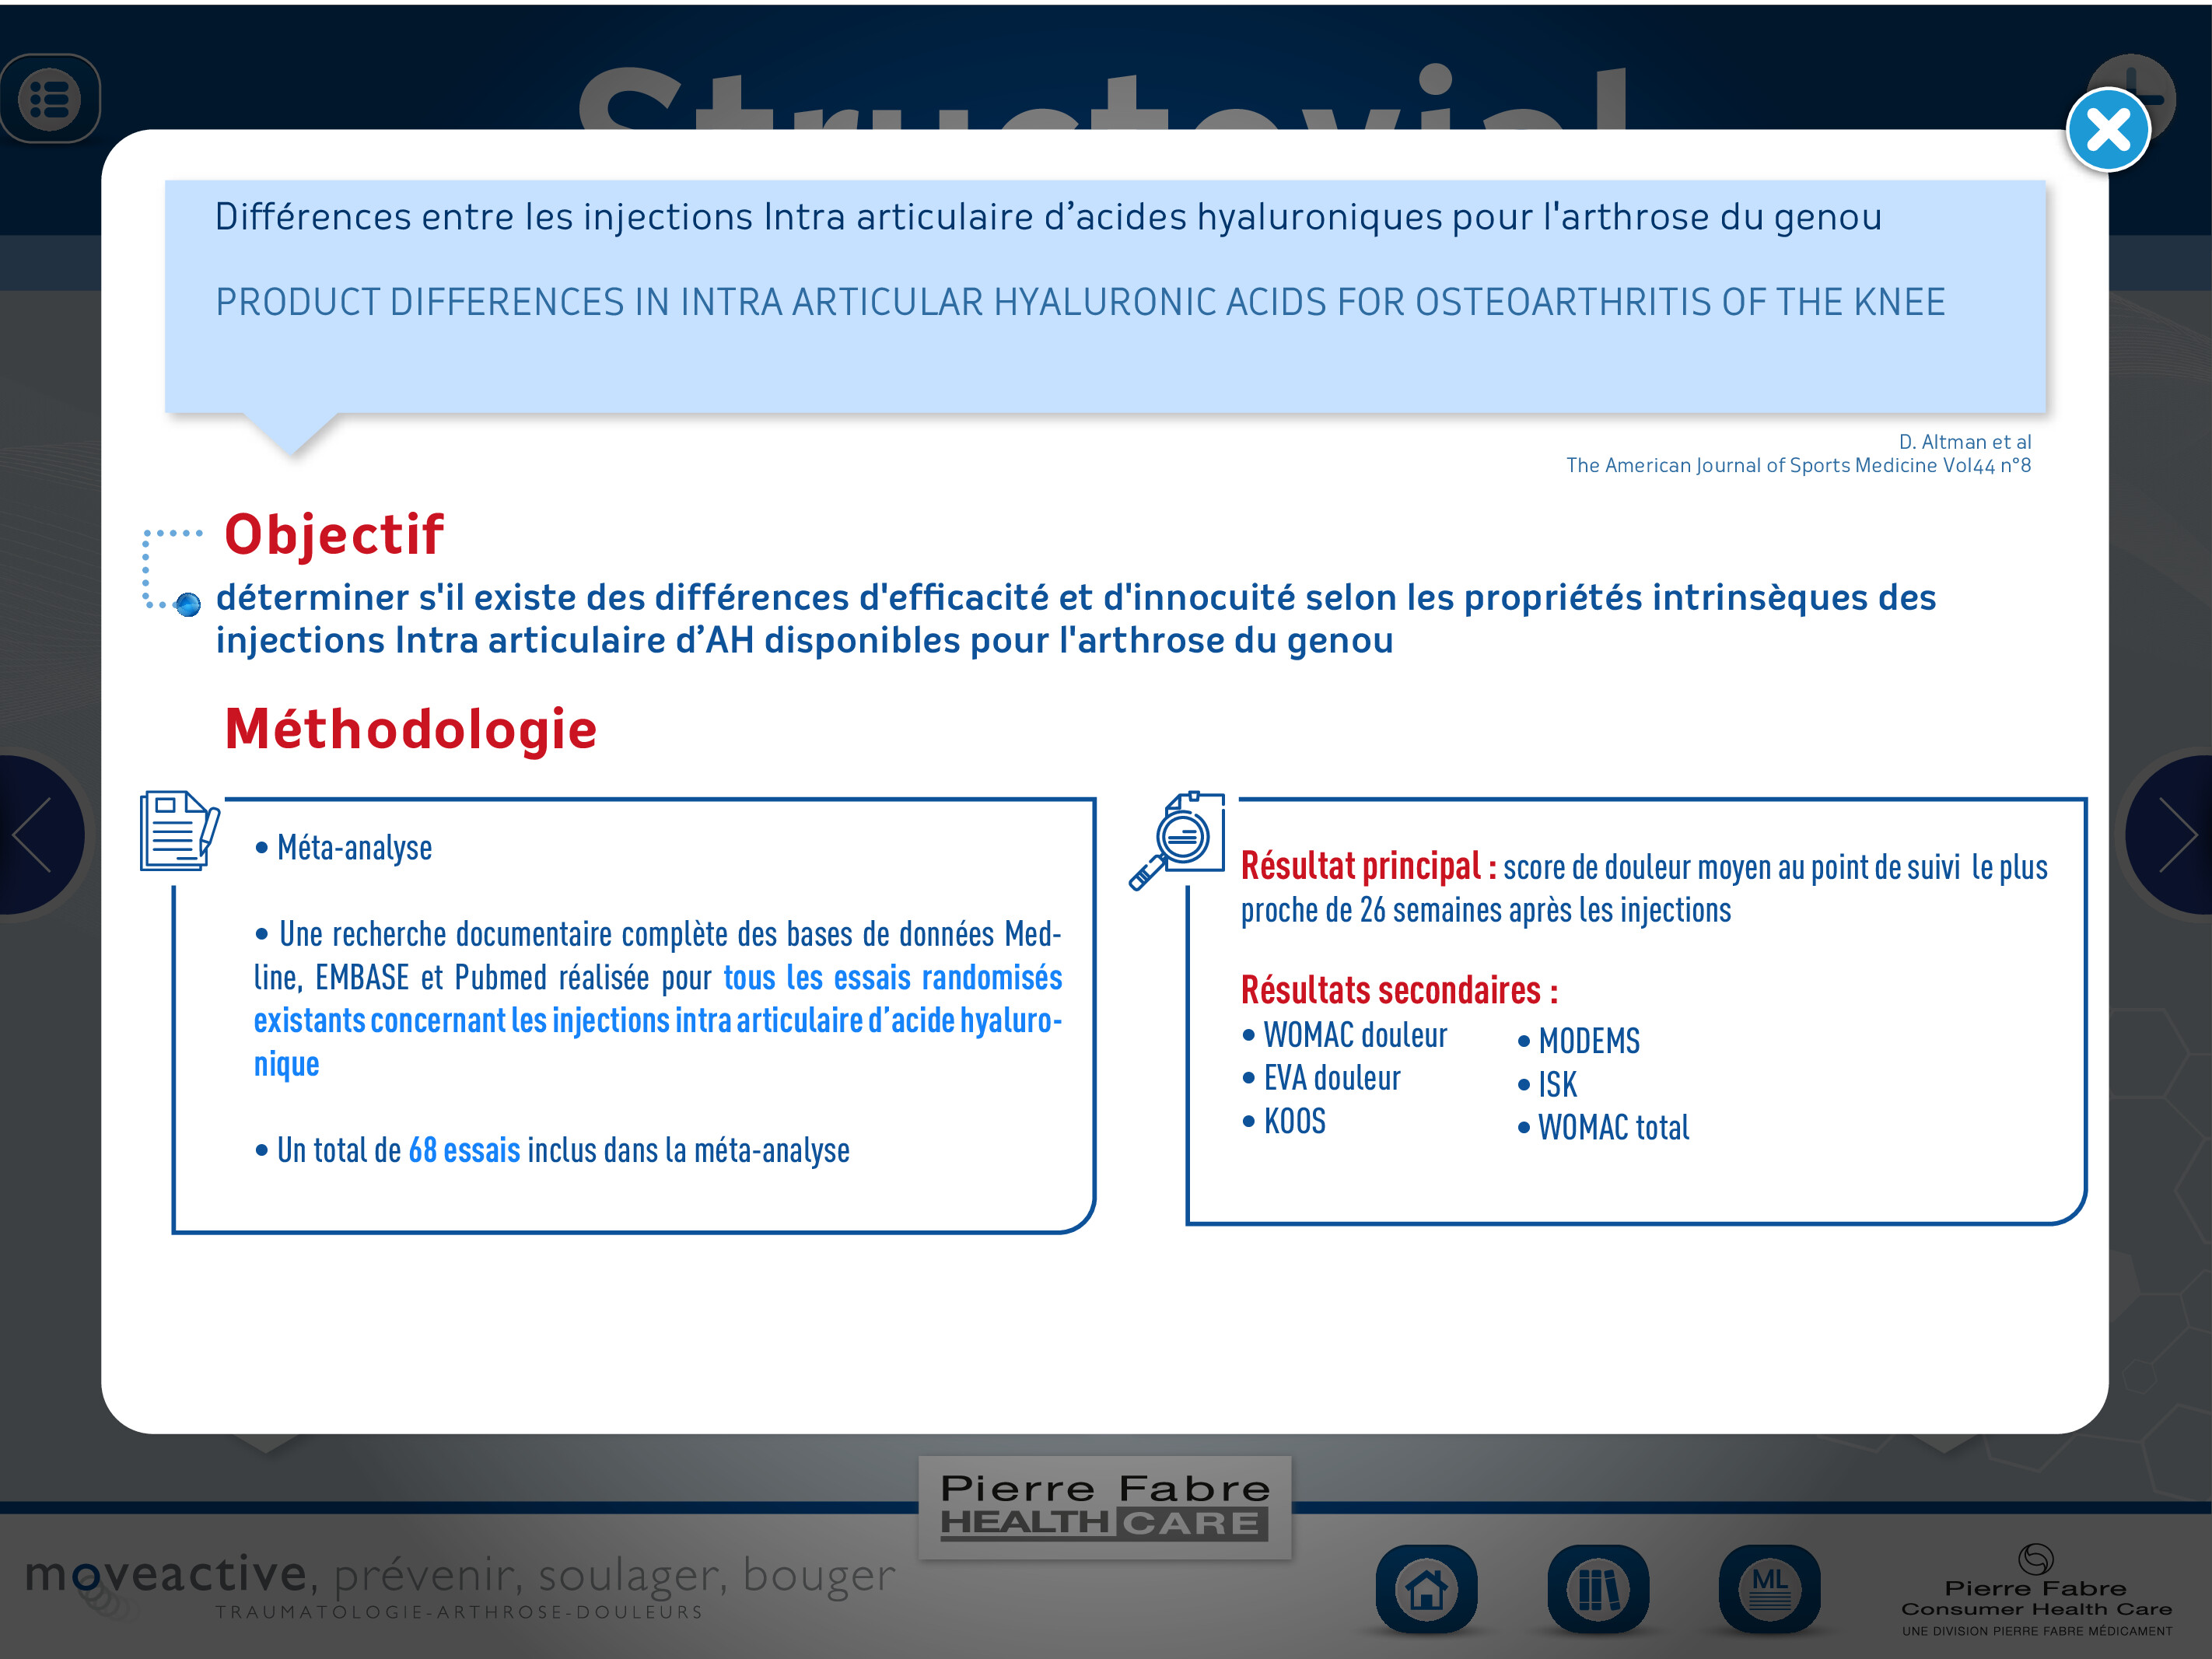 Structovial
Différences entre les injections Intra articulaire d’acides hyaluroniques pour l'arthrose du genou
PRODUCT DIFFERENCES IN INTRA ARTICULAR HYALURONIC ACIDS FOR OSTEOARTHRITIS OF THE KNEE
D. Altman et al
The American Journal of Sports Medicine Vol44 n°8
Objectif
déterminer s'il existe des différences d'efficacité et d'innocuité selon les propriétés intrinsèques des
injections Intra articulaire d’AH disponibles pour l'arthrose du genou
Méthodologie
• Méta-analyse
• Une recherche documentaire complète des bases de données Med-
line, EMBASE et Pubmed réalisée pour tous les essais randomisés
existants concernant les injections intra articulaire d’acide hyaluro-
nique
• Un total de 68 essais inclus dans la méta-analyse
Résultat principal : score de douleur moyen au point de suivi le plus
proche de 26 semaines après les injections
Résultats secondaires :
• WOMAC douleur
• EVA douleur
• KOOS
• MODEMS
• ISK
• WOMAC total
Pierre Fabre
HEALTH CARE
moveactive, prévenir, soulager, bouger
TRAUMATOLOGIE-ARTHROSE-DOULEURS
ML
Pierre Fabre
Consumer Health Care
UNE DIVISION PIERRE FABRE MÉDICAMENT